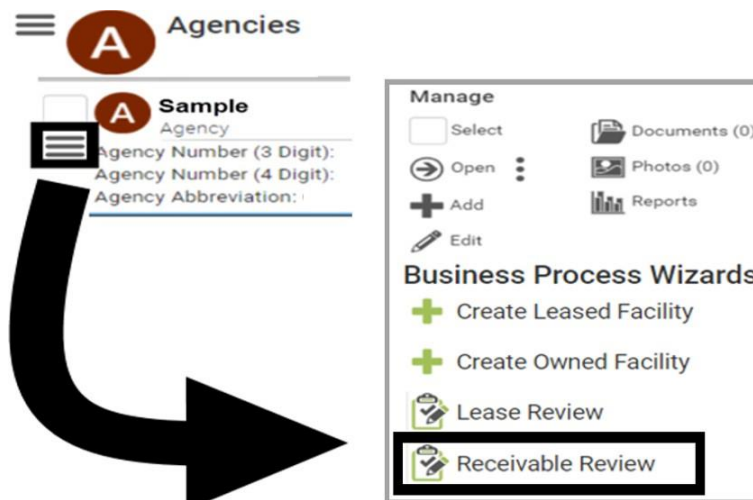 A Agencies
A Sample
Agency
Agency Number (3 Digit):
Agency Number (4 Digit):
Agency Abbreviation:
Manage
Select
Documents (0)
Open
Photos (0)
Add
Reports
Edit
Business Process Wizards
Create Leased Facility
Create Owned Facility
Lease Review
Receivable Review